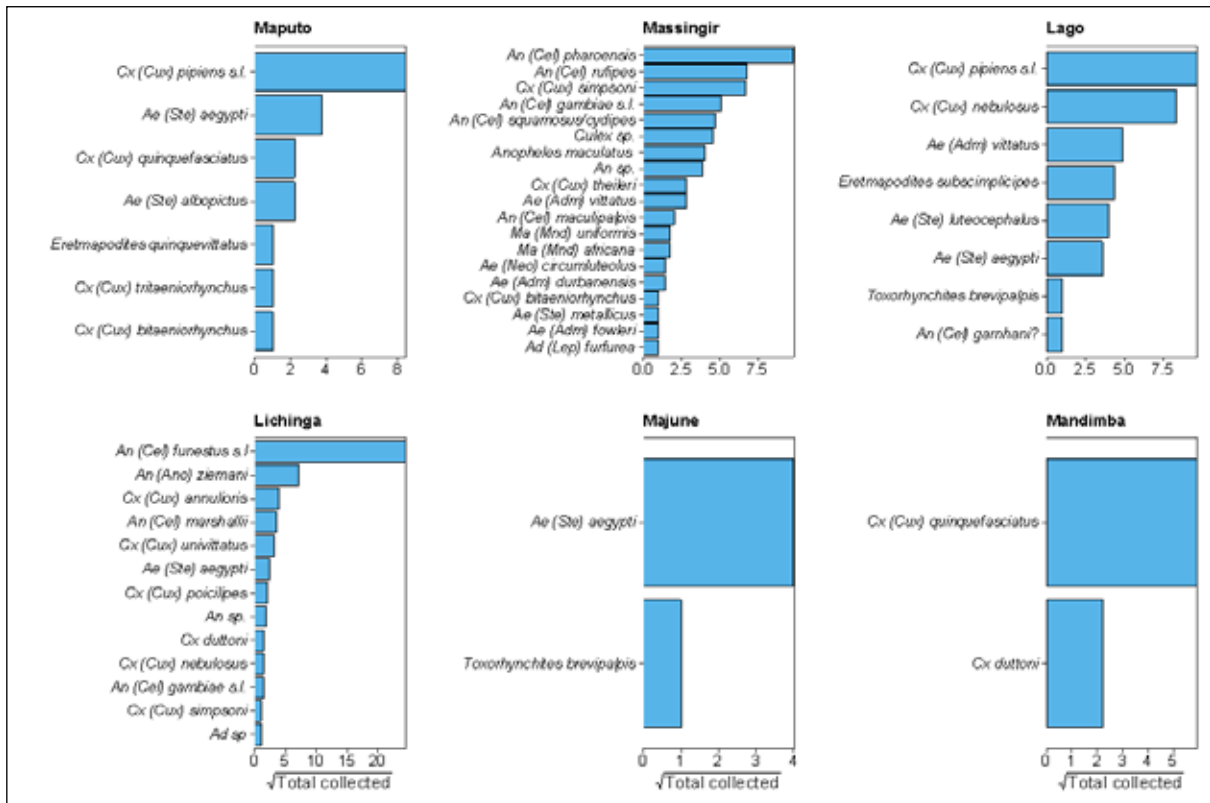 Maputo
Cx (Cux) pipiens s.l.
Ae (Ste) aegypti
Cx (Cux) quinquefasciatus
Ae (Ste) albopictus
Eretmapodites quinquevittatus
Cx (Cux) tritaeniorhynchus
Cx (Cux) bitaeniorhynchus
0 2 4 6 8
Massingir
An (Cel) pharoensis
An (Cel) rufipes
Cx (Cux) simpsoni
An (Cel) gambiae s.l.
An (Cel) squamosus/cydipes
Culex sp.
Anopheles maculatus
An sp.
Cx (Cux) theileri
Ae (Adm) vittatus
An (Cel) maculipalpis
Ma (Mnd) uniformis
Ma (Mnd) africana
Ae (Neo) circumluteolus
Ae (Adm) durbanensis
Cx (Cux) bitaeniorhynchus
Ae (Ste) metallicus
Ae (Adm) fowleri
Ad (Lep) furfurea
0.0 2.5 5.0 7.5
Lago
Cx (Cux) pipiens s.l.
Cx (Cux) nebulosus
Ae (Adm) vittatus
Eretmapodites subscimplicipes
Ae (Ste) luteocephalus
Ae (Ste) aegypti
Toxorhynchites brevipalpis
An (Cel) garnhani?
0.0 2.5 5.0 7.5
Lichinga
An (Cel) funestus s.l
An (Ano) ziemani
Cx (Cux) annulioris
An (Cel) marshallii
Cx (Cux) univittatus
Ae (Ste) aegypti
Cx (Cux) poicilipes
An sp.
Cx duttoni
Cx (Cux) nebulosus
An (Cel) gambiae s.l.
Cx (Cux) simpsoni
Ad sp
0 5 10 15 20
√Total collected
Majune
Ae (Ste) aegypti
Toxorhynchites brevipalpis
0 1 2 3 4
√Total collected
Mandimba
Cx (Cux) quinquefasciatus
Cx duttoni
0 1 2 3 4 5
√Total collected